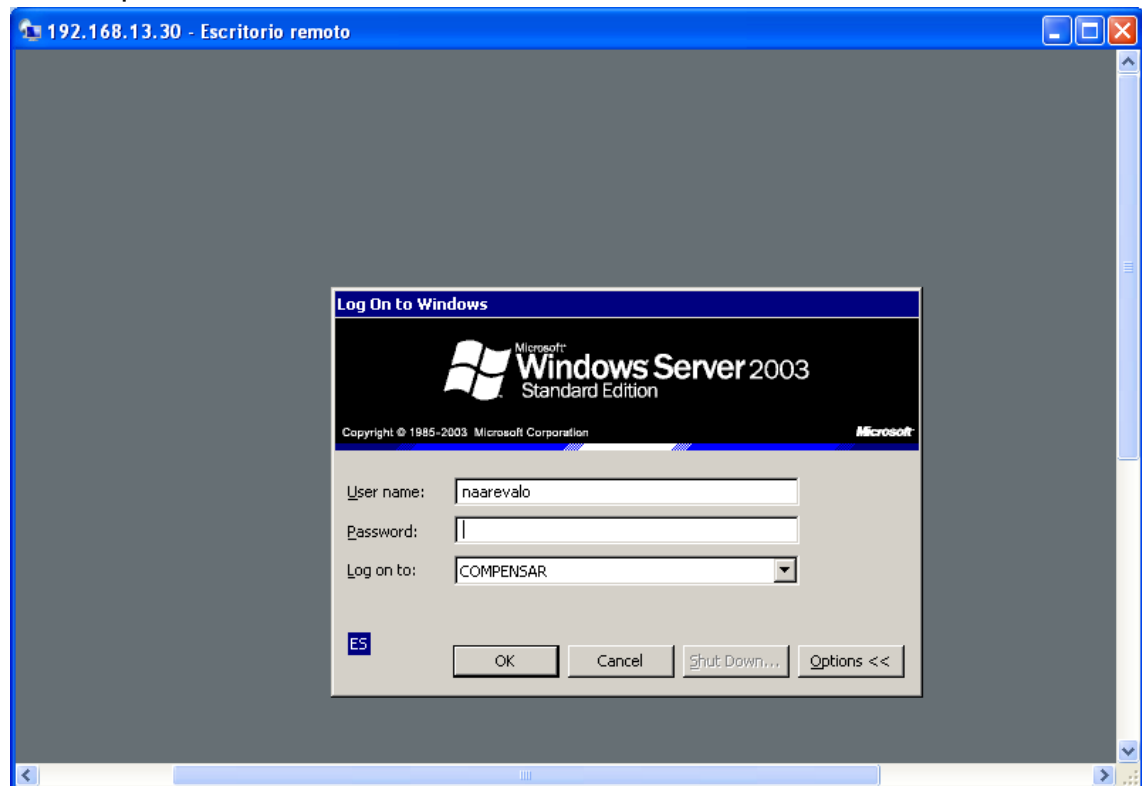 192.168.13.30 - Escritorio remoto
Log On to Windows
Microsoft
Windows Server 2003
Standard Edition
Copyright © 1985-2003 Microsoft Corporation
Microsoft
User name: naarevalo
Password:
Log on to: COMPENSAR
ES
OK Cancel Shut Down... Options <<